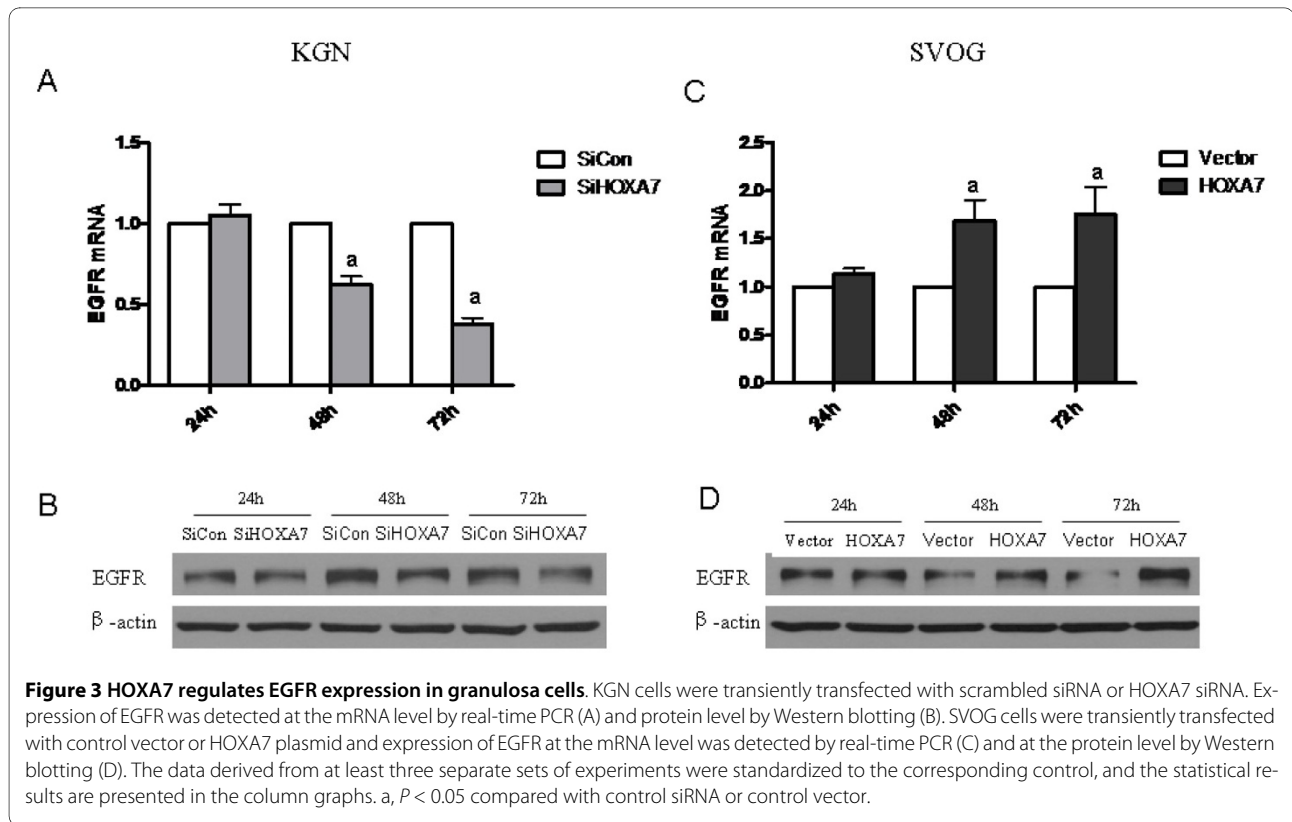 KGN
SVOG
A
1.5
1.0
0.5
0.0
EGFR mRNA
SiCon
SiHOXA7
a
a
24h
48h
72h
C
2.5
2.0
1.5
1.0
0.5
0.0
EGFR mRNA
Vector
HOXA7
a
a
24h
48h
72h
B
24h 48h 72h
SiCon SiHOXA7 SiCon SiHOXA7 SiCon SiHOXA7
EGFR
β-actin
D
24h 48h 72h
Vector HOXA7 Vector HOXA7 Vector HOXA7
EGFR
β-actin
Figure 3 HOXA7 regulates EGFR expression in granulosa cells. KGN cells were transiently transfected with scrambled siRNA or HOXA7 siRNA. Ex-
pression of EGFR was detected at the mRNA level by real-time PCR (A) and protein level by Western blotting (B). SVOG cells were transiently transfected
with control vector or HOXA7 plasmid and expression of EGFR at the mRNA level was detected by real-time PCR (C) and at the protein level by Western
blotting (D). The data derived from at least three separate sets of experiments were standardized to the corresponding control, and the statistical re-
sults are presented in the column graphs. a, P < 0.05 compared with control siRNA or control vector.